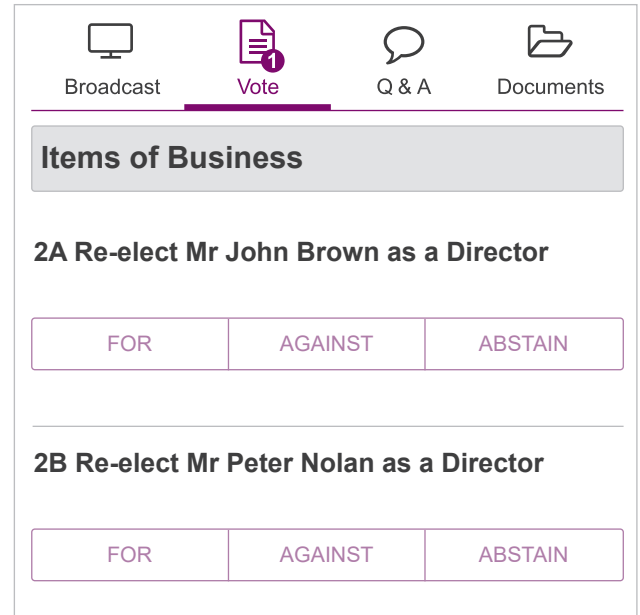 1
Broadcast Vote Q & A Documents
Items of Business
2A Re-elect Mr John Brown as a Director
FOR AGAINST ABSTAIN
2B Re-elect Mr Peter Nolan as a Director
FOR AGAINST ABSTAIN